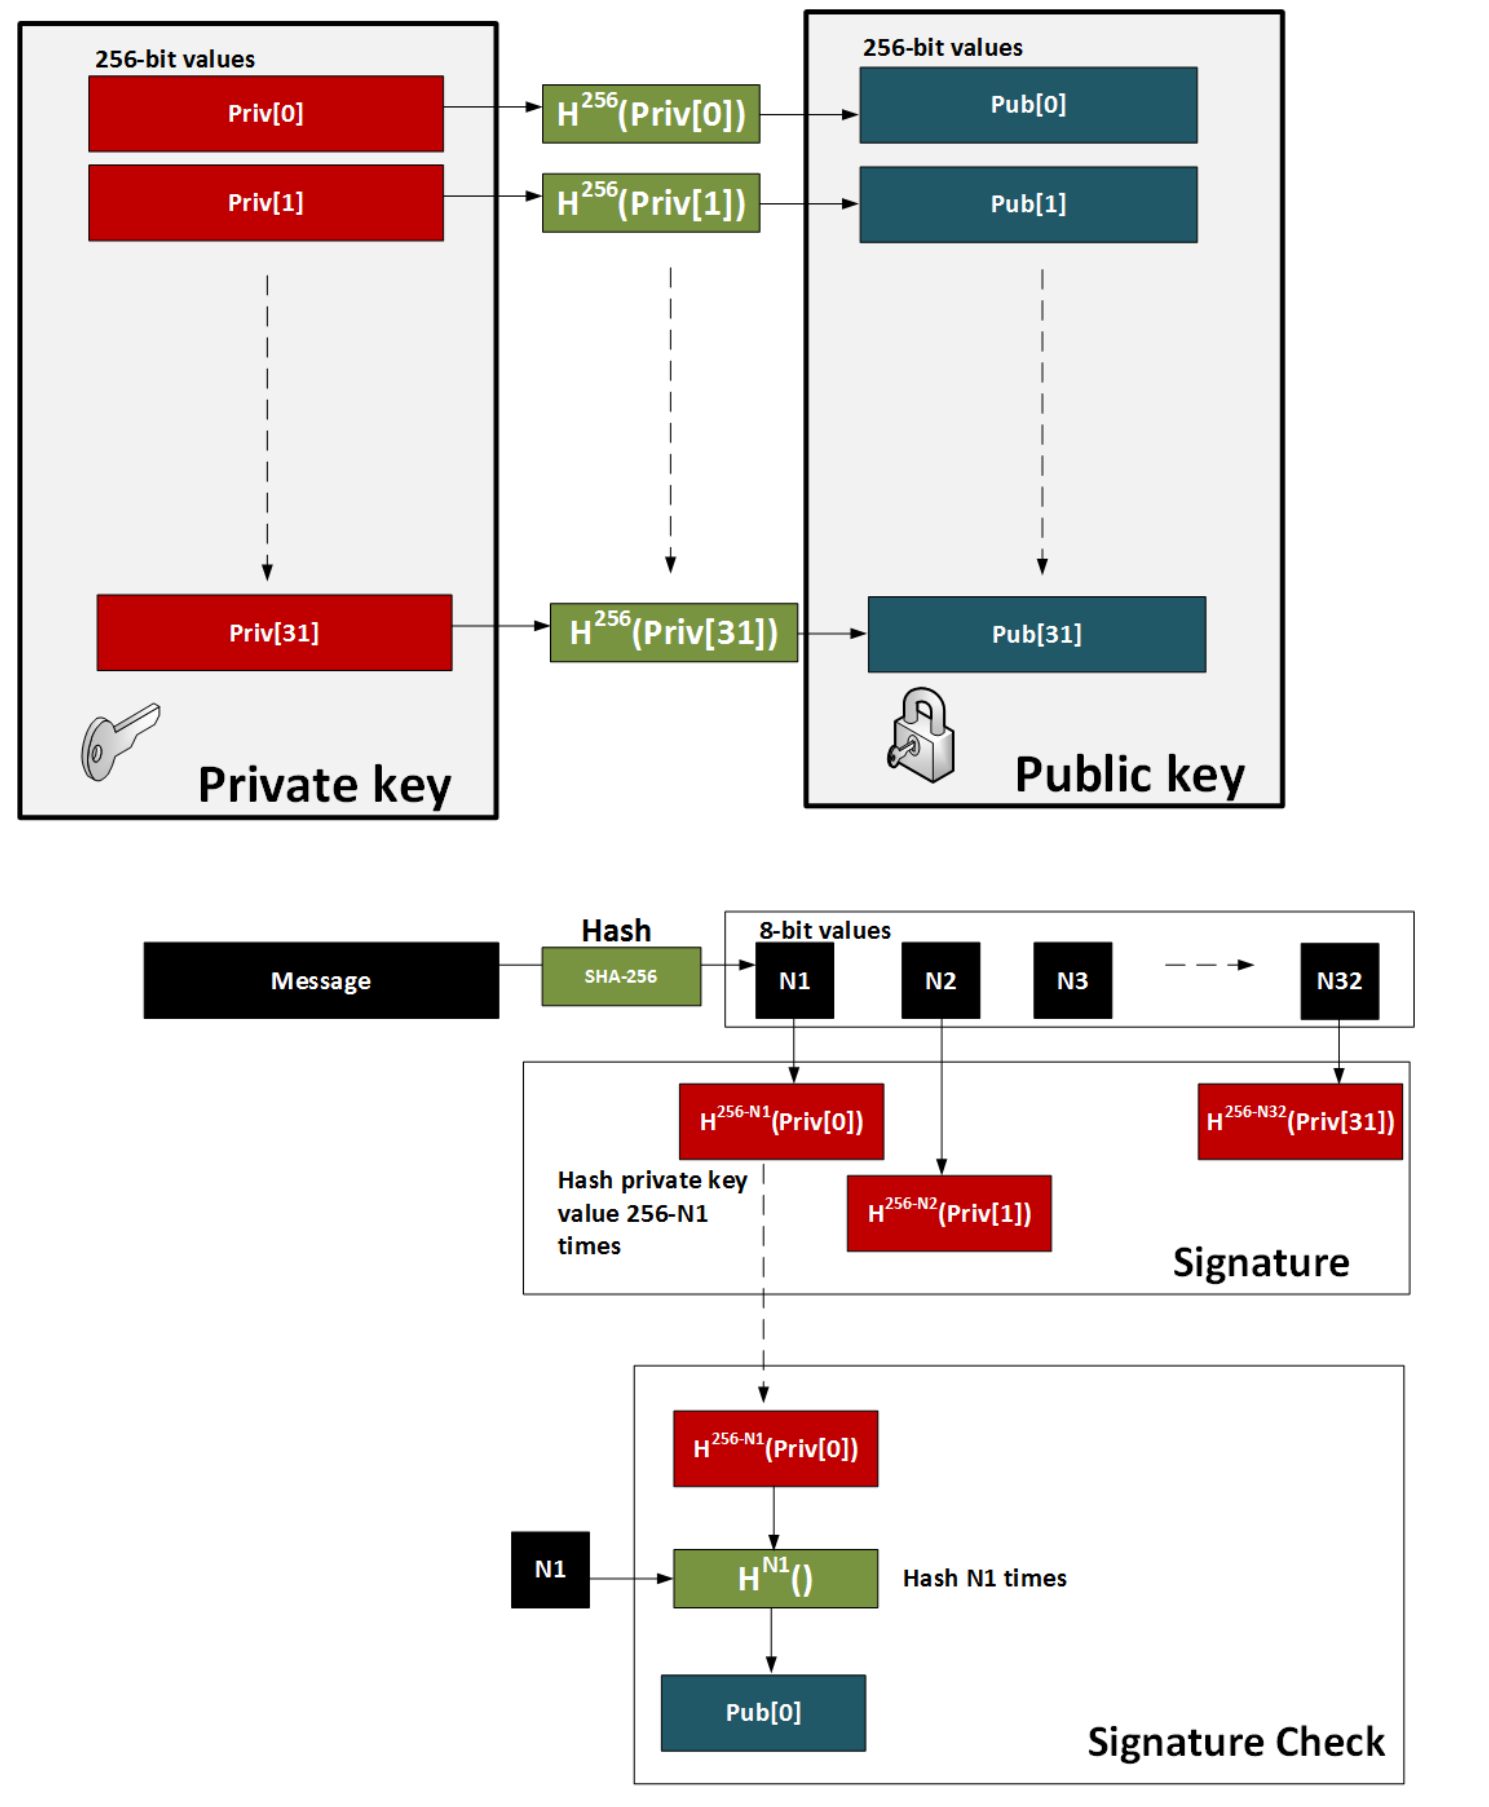 256-bit values
Priv[0]
H^256(Priv[0])
256-bit values
Pub[0]
Priv[1]
H^256(Priv[1])
Pub[1]
Priv[31]
H^256(Priv[31])
Pub[31]
Private key
Public key
Message
Hash
SHA-256
8-bit values
N1
N2
N3
N32
H^256-N1(Priv[0])
H^256-N32(Priv[31])
Hash private key
value 256-N1
times
H^256-N2(Priv[1])
Signature
H^256-N1(Priv[0])
N1
H^N1()
Hash N1 times
Pub[0]
Signature Check